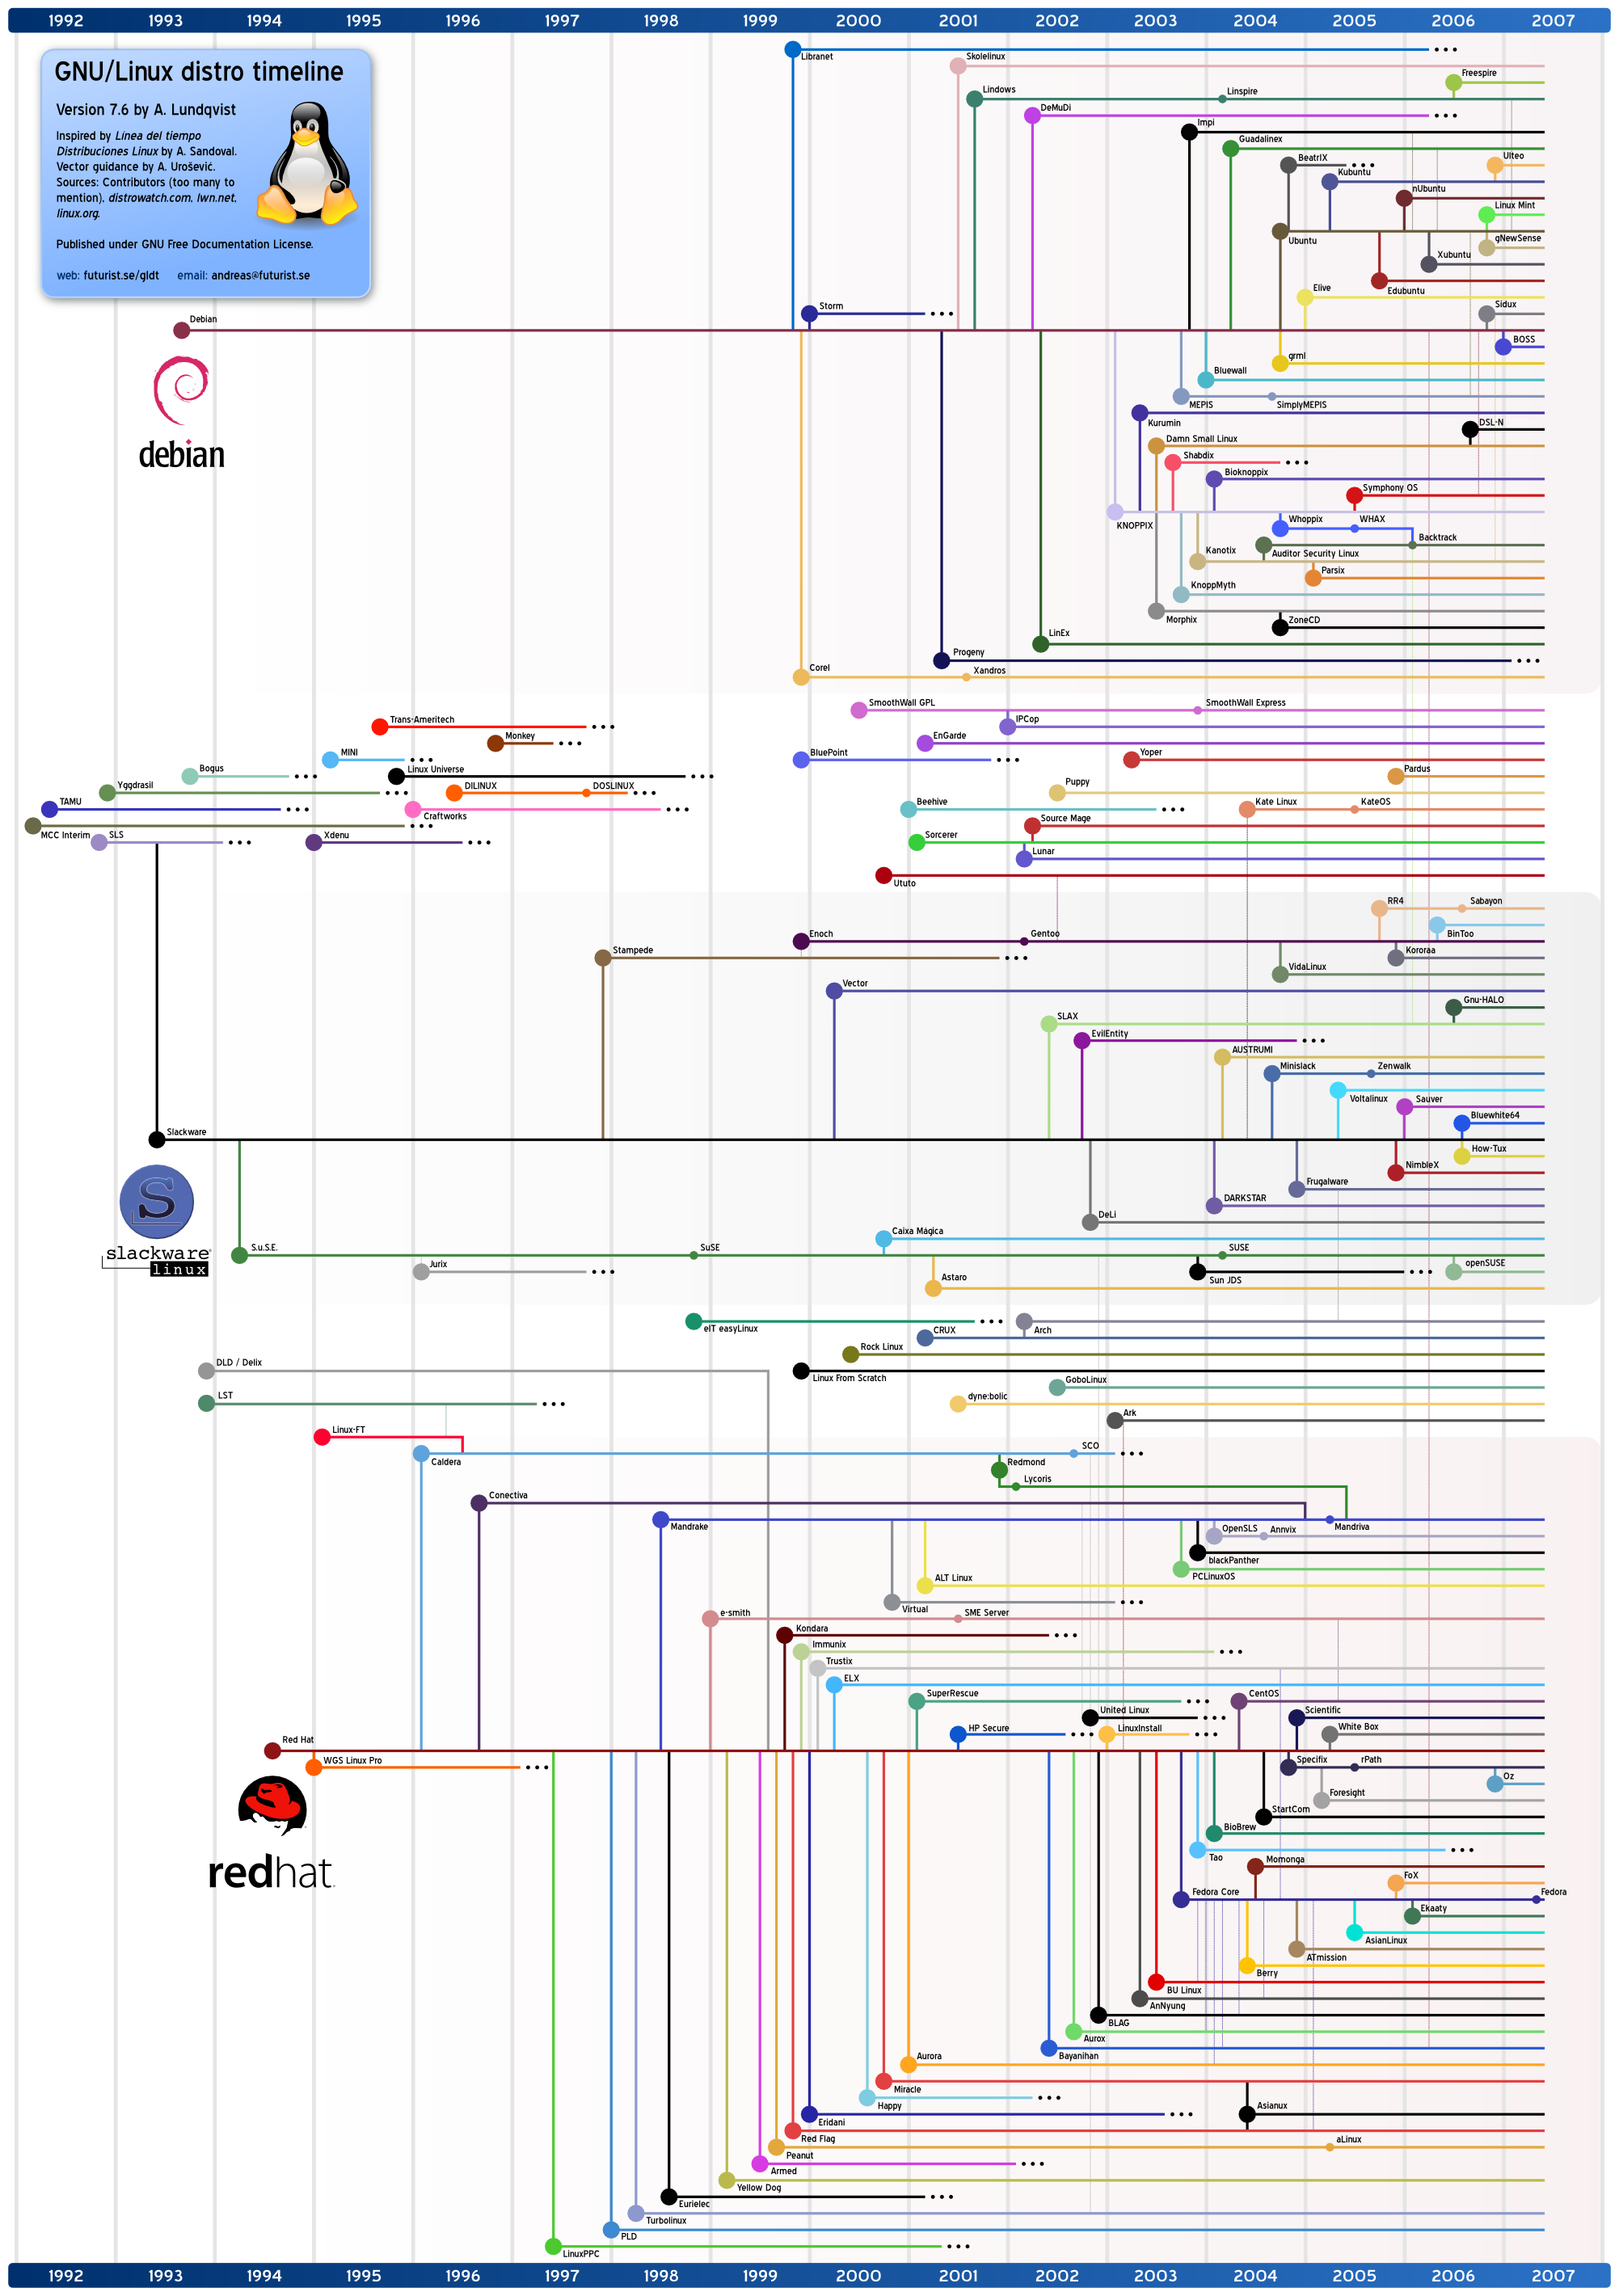 1992 1993 1994 1995 1996 1997 1998 1999 2000 2001 2002 2003 2004 2005 2006 2007
GNU/Linux distro timeline
Version 7.6 by A. Lundqvist
Inspired by Línea del tiempo
Distribuciones Linux by A. Sandoval.
Vector guidance by A. Urošević.
Sources: Contributors (too many to
mention), distrowatch.com, lwn.net,
linux.org.
Published under GNU Free Documentation License.
web: futurist.se/gldt email: andreas@futurist.se
Libranet
Skolelinux
Freespire
Lindows
Linspire
DeMuDi
Impi
Guadalinex
BeatrIX
Ulteo
Kubuntu
nUbuntu
Linux Mint
Ubuntu
gNewSense
Xubuntu
Edubuntu
Elive
Storm
Sidux
Debian
BOSS
grml
Bluewall
MEPIS
SimplyMEPIS
debian
Kurumin
DSL-N
Damn Small Linux
Shabdix
Bioknoppix
Symphony OS
KNOPPIX
Whoppix
WHAX
Backtrack
Auditor Security Linux
Kanotix
Parsix
KnoppMyth
Morphix
ZoneCD
LinEx
Progeny
Corel
Xandros
SmoothWall GPL
SmoothWall Express
Trans-Ameritech
IPCop
Monkey
EnGarde
MINI
BluePoint
Yoper
Bogus
Linux Universe
Pardus
Yggdrasil
DILINUX
DOSLINUX
Puppy
TAMU
Craftworks
Beehive
Kate Linux
KateOS
MCC Interim
Source Mage
SLS
Xdenu
Sorcerer
Lunar
Ututo
RR4
Sabayon
BinToo
Enoch
Gentoo
Stampede
Kororaa
VidaLinux
Vector
Gnu-HALO
SLAX
EvilEntity
AUSTRUMI
Minislack
Zenwalk
Voltalinux
Sauver
Bluewhite64
Slackware
How-Tux
NimbleX
Frugalware
DARKSTAR
DeLi
S
slackware
linux
Caixa Mágica
S.u.S.E.
SuSE
SUSE
Jurix
Sun JDS
openSUSE
Astaro
eIT easyLinux
Arch
CRUX
Rock Linux
DLD / Delix
Linux From Scratch
GoboLinux
LST
dyne:bolic
Ark
Linux-FT
Caldera
SCO
Redmond
Lycoris
Conectiva
Mandrake
Mandriva
OpenSLS
Annvix
blackPanther
PCLinuxOS
ALT Linux
Virtual
e-smith
SME Server
Kondara
Immunix
Trustix
ELX
SuperRescue
CentOS
United Linux
Scientific
HP Secure
LinuxInstall
White Box
Red Hat
WGS Linux Pro
Specifix
rPath
Oz
Foresight
StartCom
BioBrew
Tao
redhat
Momonga
FoX
Fedora Core
Fedora
Ekaaty
AsianLinux
ATmission
Berry
BU Linux
AnNyung
BLAG
Aurox
Bayanihan
Aurora
Miracle
Happy
Asianux
Eridani
Red Flag
aLinux
Peanut
Armed
Yellow Dog
Eurielec
Turbolinux
PLD
LinuxPPC
1992 1993 1994 1995 1996 1997 1998 1999 2000 2001 2002 2003 2004 2005 2006 2007